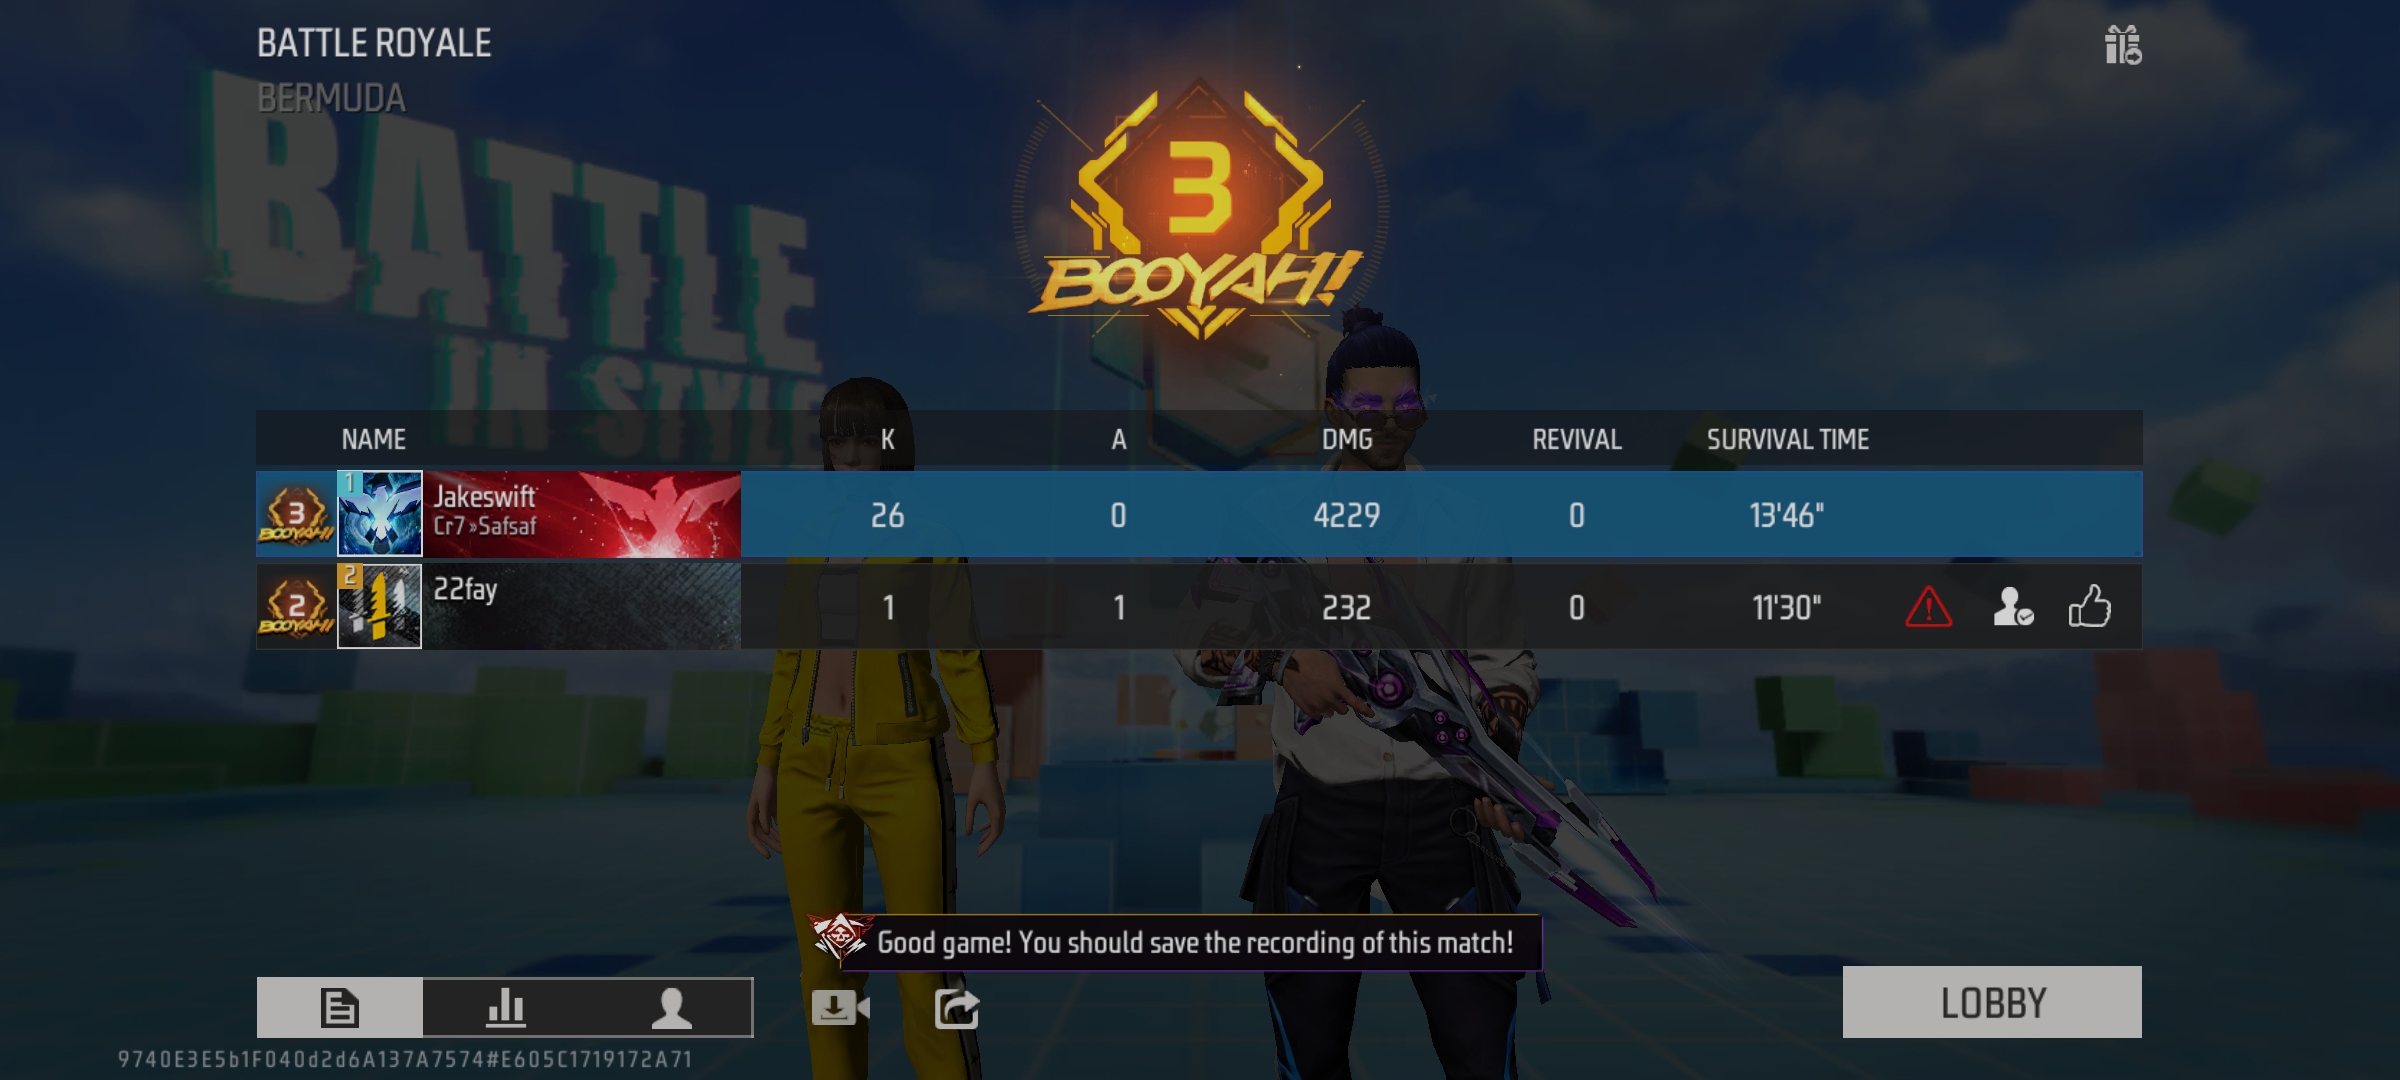 BATTLE ROYALE
BERMUDA
BATTLE
IN STYLE
3
BOOYAH!
NAME K A DMG REVIVAL SURVIVAL TIME
3 BOOYAH! 1 Jakeswift 26 0 4229 0 13'46"
Cr7»Safsaf
2 BOOYAH! 2 22fay 1 1 232 0 11'30"
Good game! You should save the recording of this match!
LOBBY
9740E3E5b1F040d2d6A137A7574#E605C1719172A71